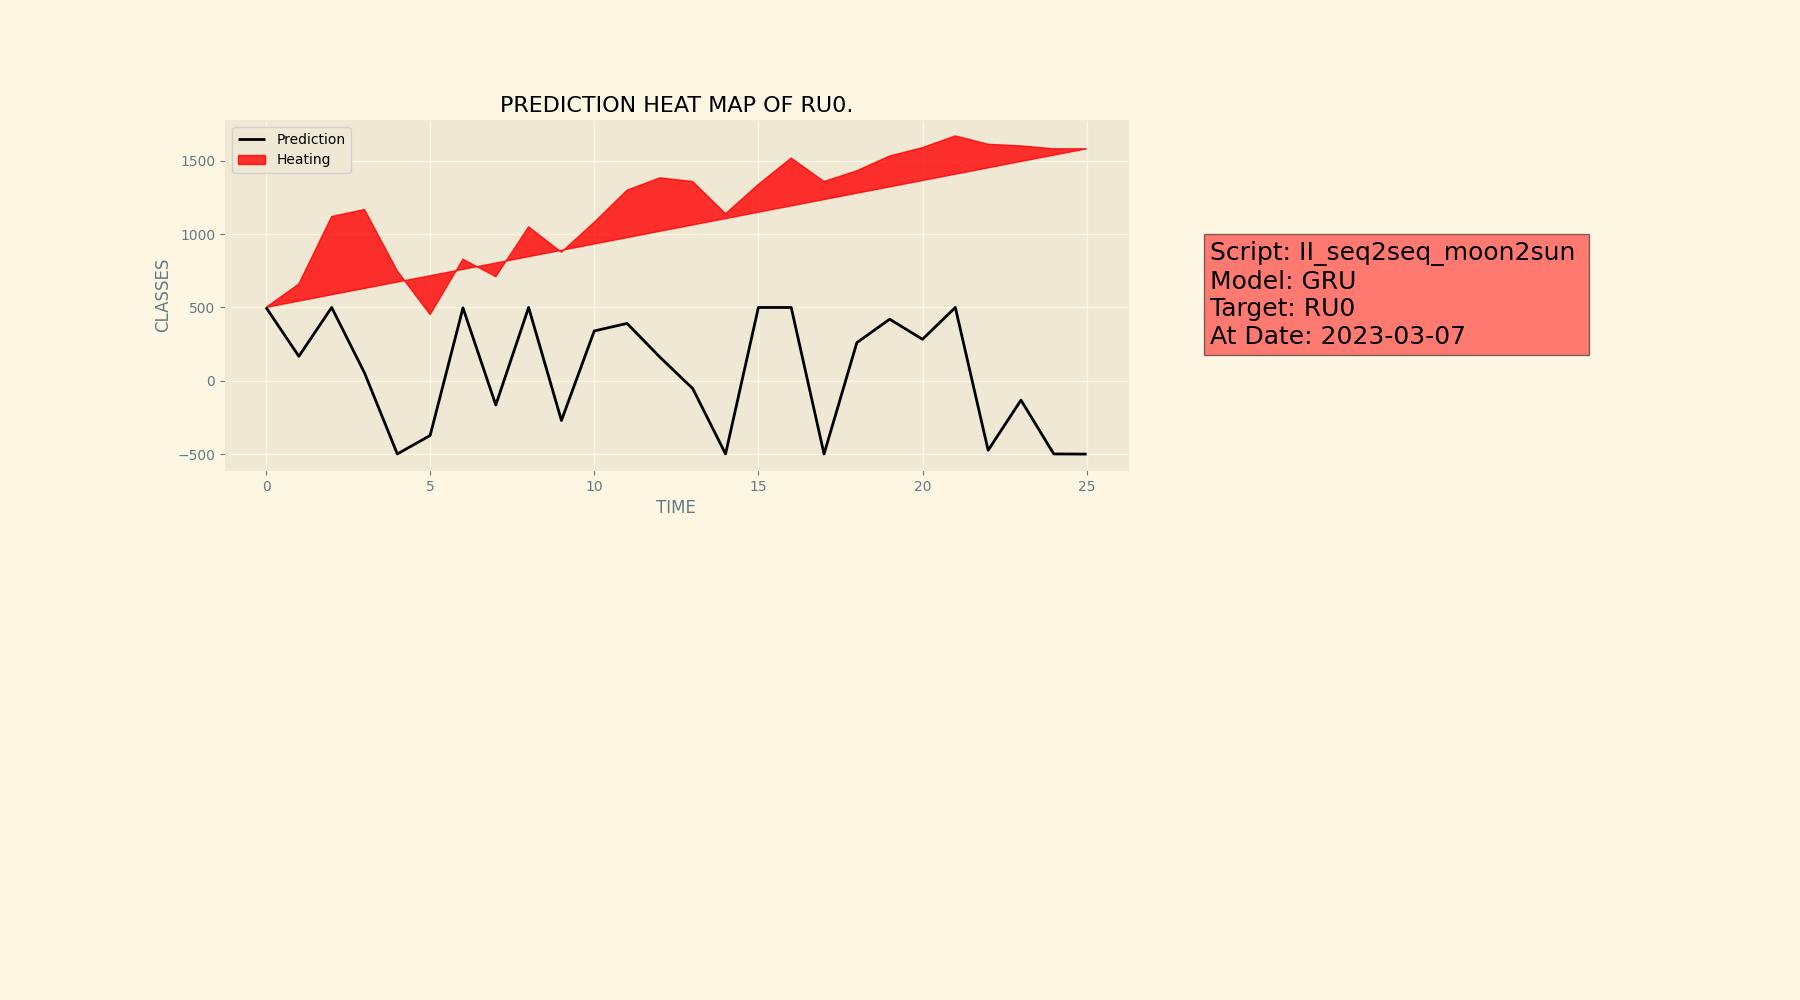 PREDICTION HEAT MAP OF RU0.
Prediction
Heating
1500
1000
500
0
−500
CLASSES
0 5 10 15 20 25
TIME
Script: II_seq2seq_moon2sun
Model: GRU
Target: RU0
At Date: 2023-03-07